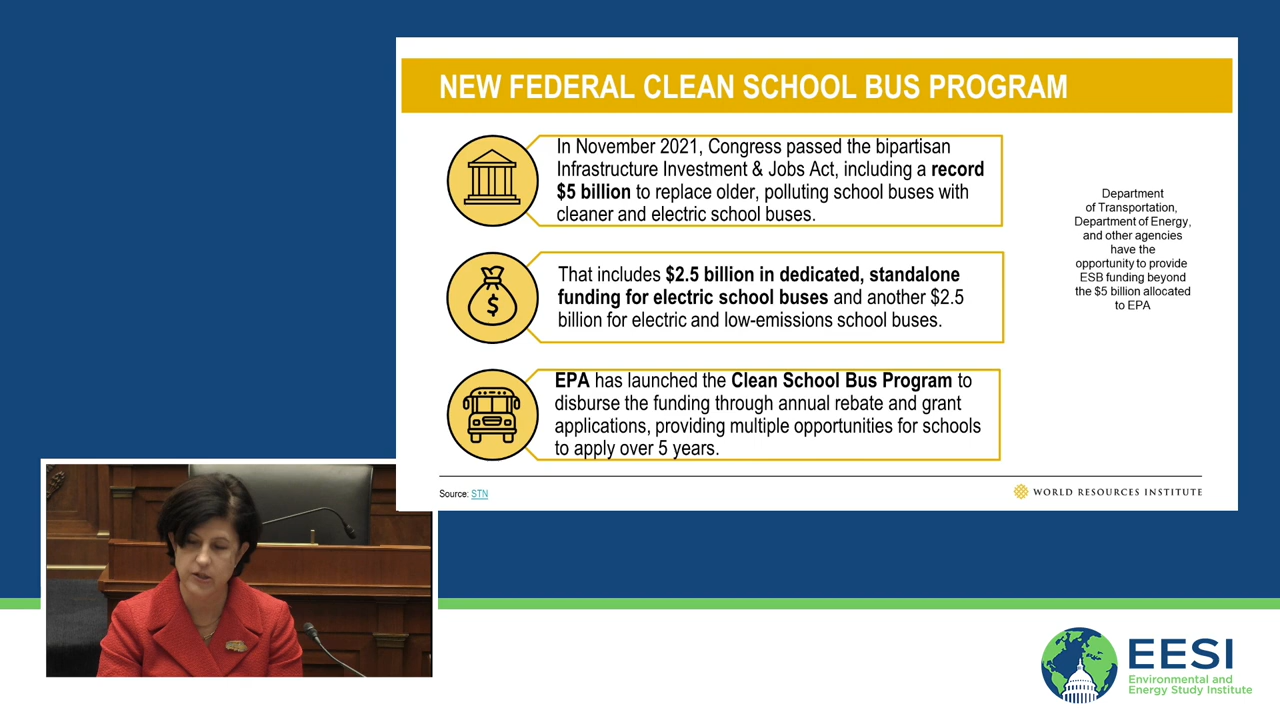 NEW FEDERAL CLEAN SCHOOL BUS PROGRAM
In November 2021, Congress passed the bipartisan
Infrastructure Investment & Jobs Act, including a record
$5 billion to replace older, polluting school buses with
cleaner and electric school buses.
That includes $2.5 billion in dedicated, standalone
funding for electric school buses and another $2.5
billion for electric and low-emissions school buses.
EPA has launched the Clean School Bus Program to
disburse the funding through annual rebate and grant
applications, providing multiple opportunities for schools
to apply over 5 years.
Department
of Transportation,
Department of Energy,
and other agencies
have the
opportunity to provide
ESB funding beyond
the $5 billion allocated
to EPA
Source: STN
WORLD RESOURCES INSTITUTE
$
EESI
Environmental and
Energy Study Institute